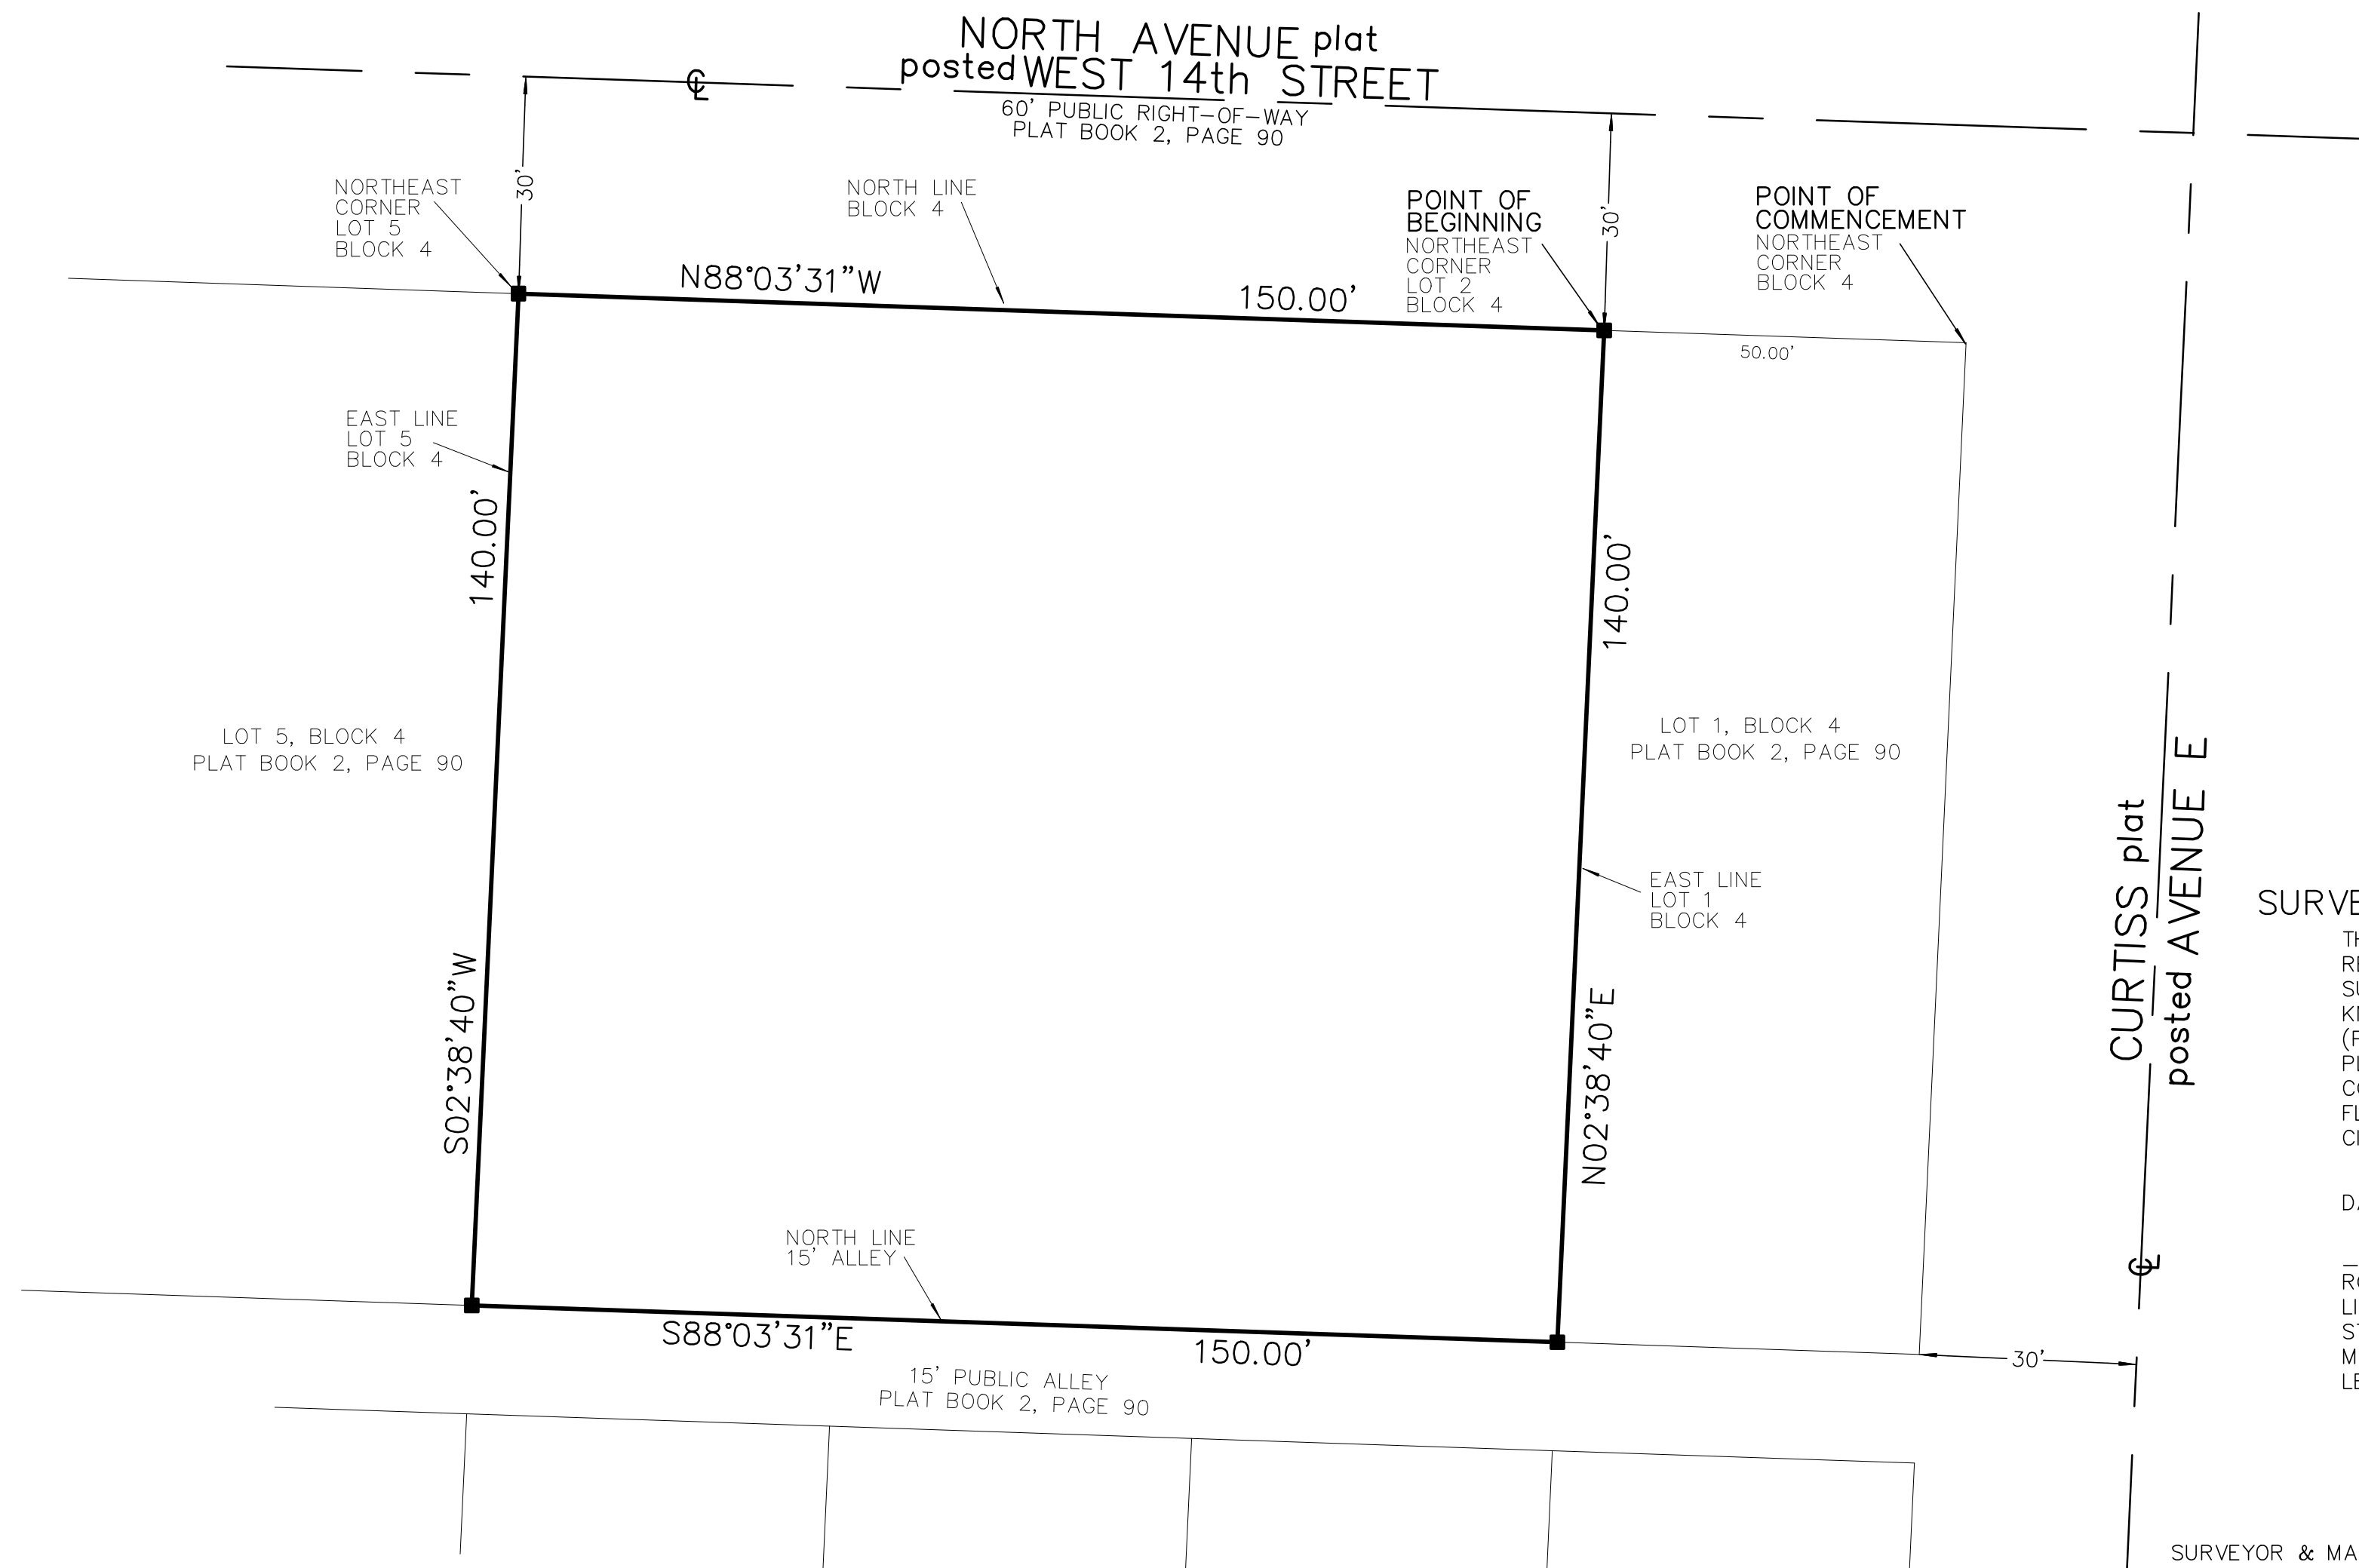 NORTH AVENUE plat
posted WEST 14th STREET
60' PUBLIC RIGHT-OF-WAY
PLAT BOOK 2, PAGE 90
℄
30'
30'
NORTHEAST
CORNER
LOT 5
BLOCK 4
NORTH LINE
BLOCK 4
POINT OF
BEGINNING
NORTHEAST
CORNER
LOT 2
BLOCK 4
POINT OF
COMMENCEMENT
NORTHEAST
CORNER
BLOCK 4
N88°03'31"W
150.00'
50.00'
EAST LINE
LOT 5
BLOCK 4
140.00'
S02°38'40"W
140.00'
N02°38'40"E
LOT 5, BLOCK 4
PLAT BOOK 2, PAGE 90
LOT 1, BLOCK 4
PLAT BOOK 2, PAGE 90
EAST LINE
LOT 1
BLOCK 4
CURTISS plat
posted AVENUE E
℄
NORTH LINE
15' ALLEY
S88°03'31"E
150.00'
30'
15' PUBLIC ALLEY
PLAT BOOK 2, PAGE 90
SURVEYOR & MA